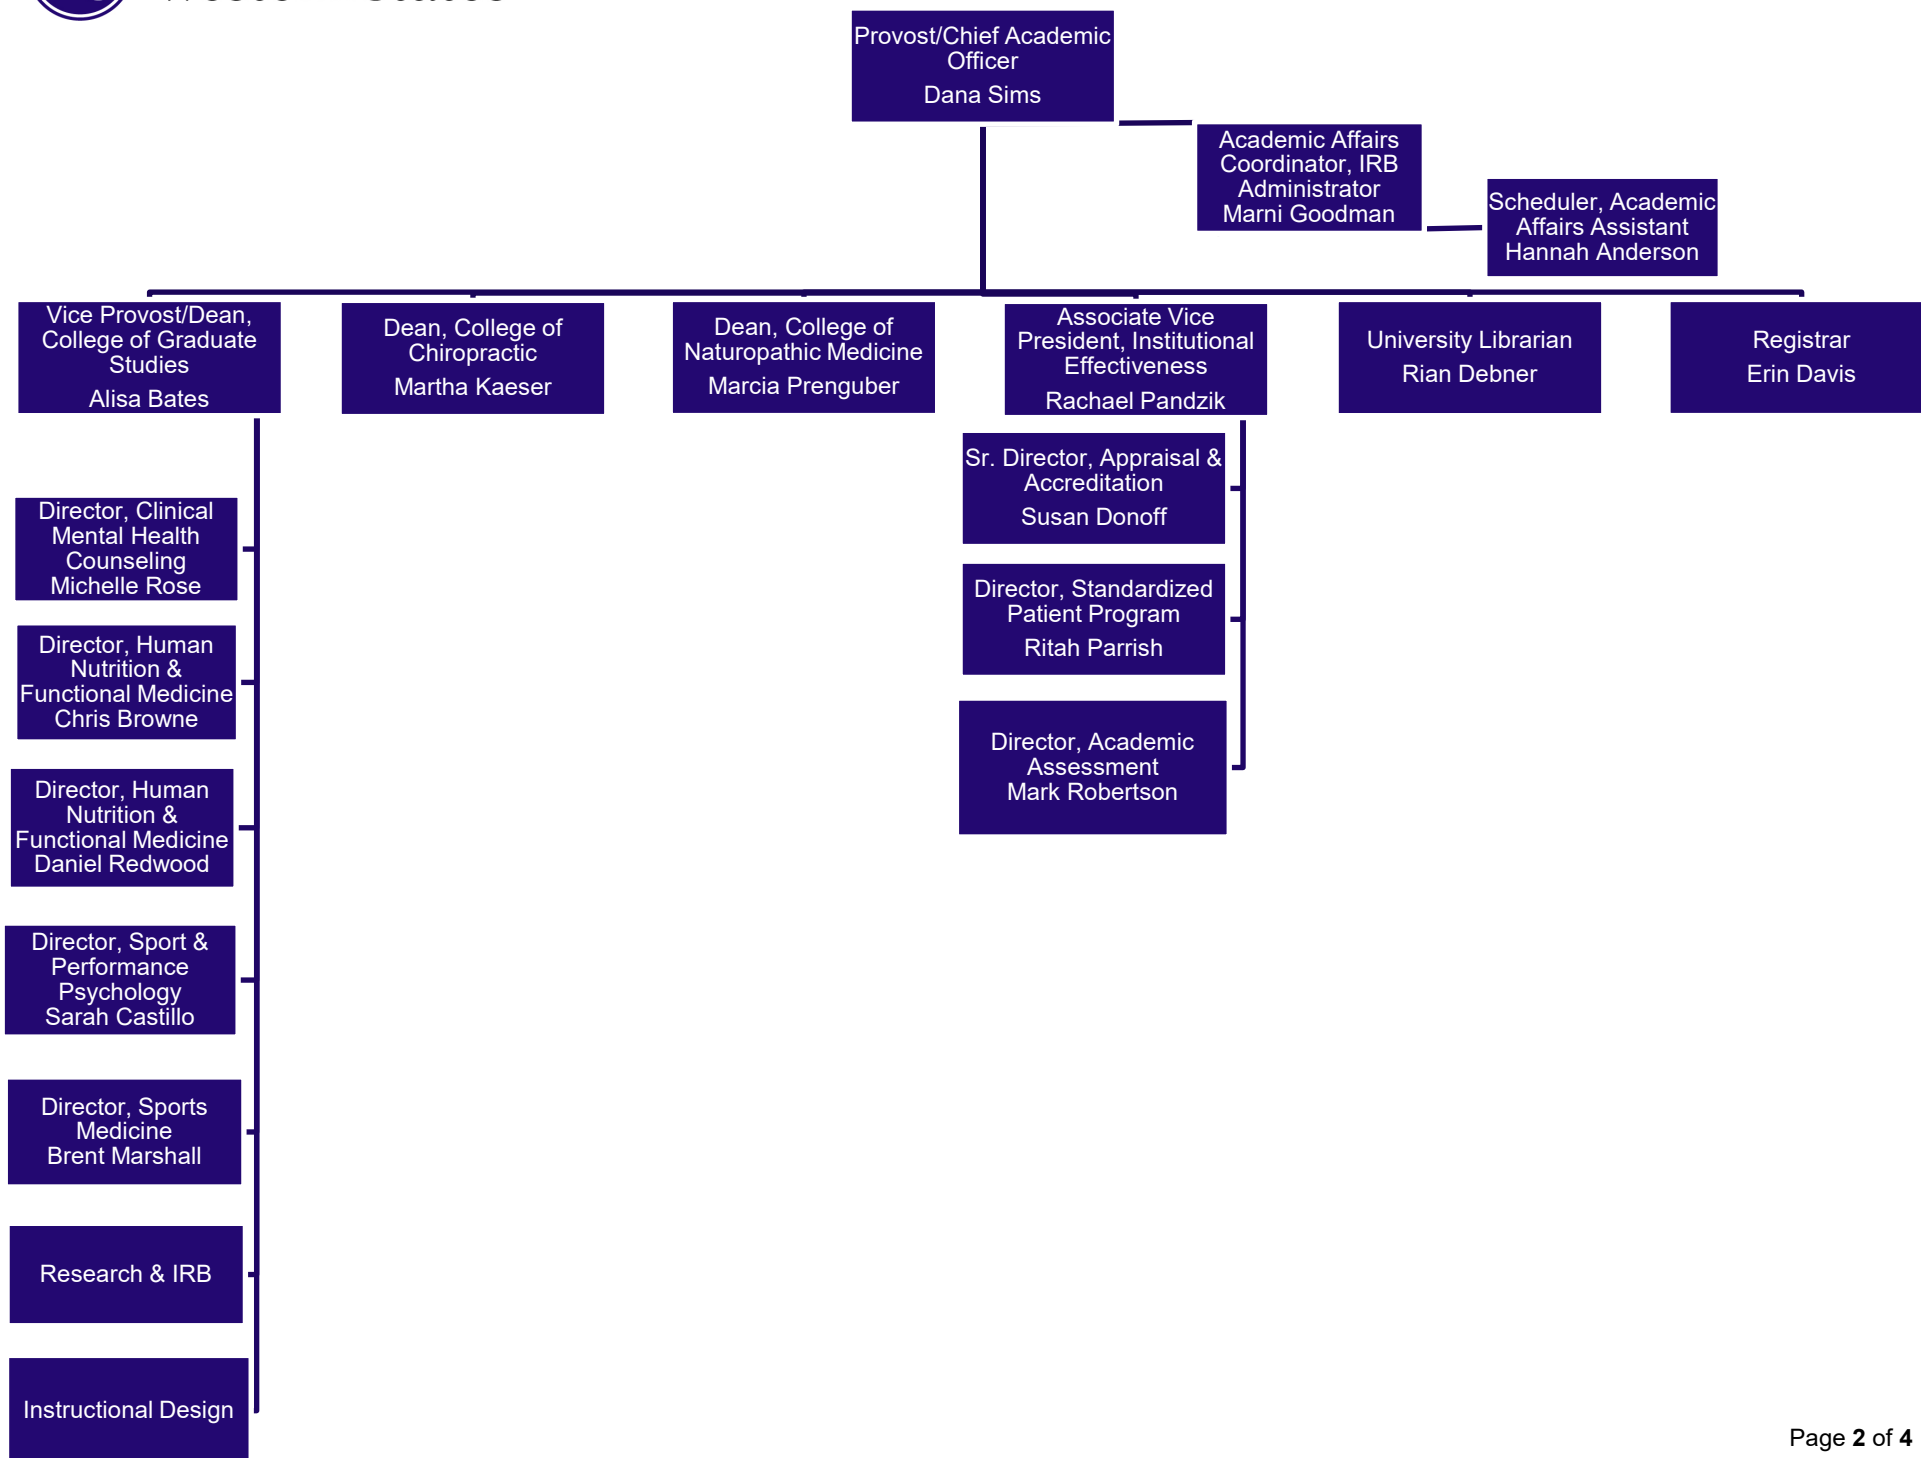 Provost/Chief Academic
Officer
Dana Sims
Academic Affairs
Coordinator, IRB
Administrator
Marni Goodman
Scheduler, Academic
Affairs Assistant
Hannah Anderson
Vice Provost/Dean,
College of Graduate
Studies
Alisa Bates
Dean, College of
Chiropractic
Martha Kaeser
Dean, College of
Naturopathic Medicine
Marcia Prenguber
Associate Vice
President, Institutional
Effectiveness
Rachael Pandzik
University Librarian
Rian Debner
Registrar
Erin Davis
Director, Clinical
Mental Health
Counseling
Michelle Rose
Director, Human
Nutrition &
Functional Medicine
Chris Browne
Director, Human
Nutrition &
Functional Medicine
Daniel Redwood
Director, Sport &
Performance
Psychology
Sarah Castillo
Director, Sports
Medicine
Brent Marshall
Research & IRB
Instructional Design
Sr. Director, Appraisal &
Accreditation
Susan Donoff
Director, Standardized
Patient Program
Ritah Parrish
Director, Academic
Assessment
Mark Robertson
Page 2 of 4